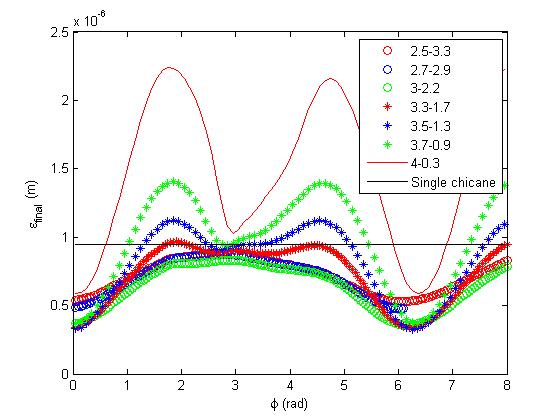 x 10⁻⁶
2.5
2
1.5
1
0.5
0
εfinal (m)
0 1 2 3 4 5 6 7 8
ϕ (rad)
2.5-3.3
2.7-2.9
3-2.2
3.3-1.7
3.5-1.3
3.7-0.9
4-0.3
Single chicane